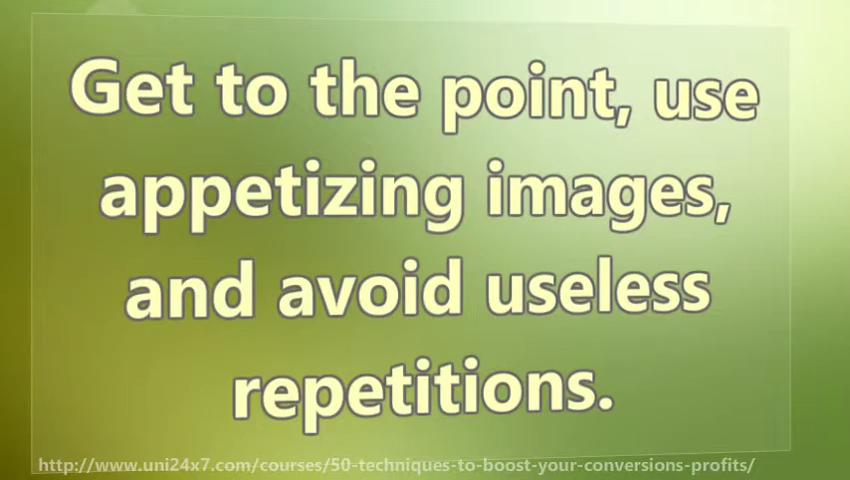 Get to the point, use
appetizing images,
and avoid useless
repetitions.
http://www.uni24x7.com/courses/50-techniques-to-boost-your-conversions-profits/